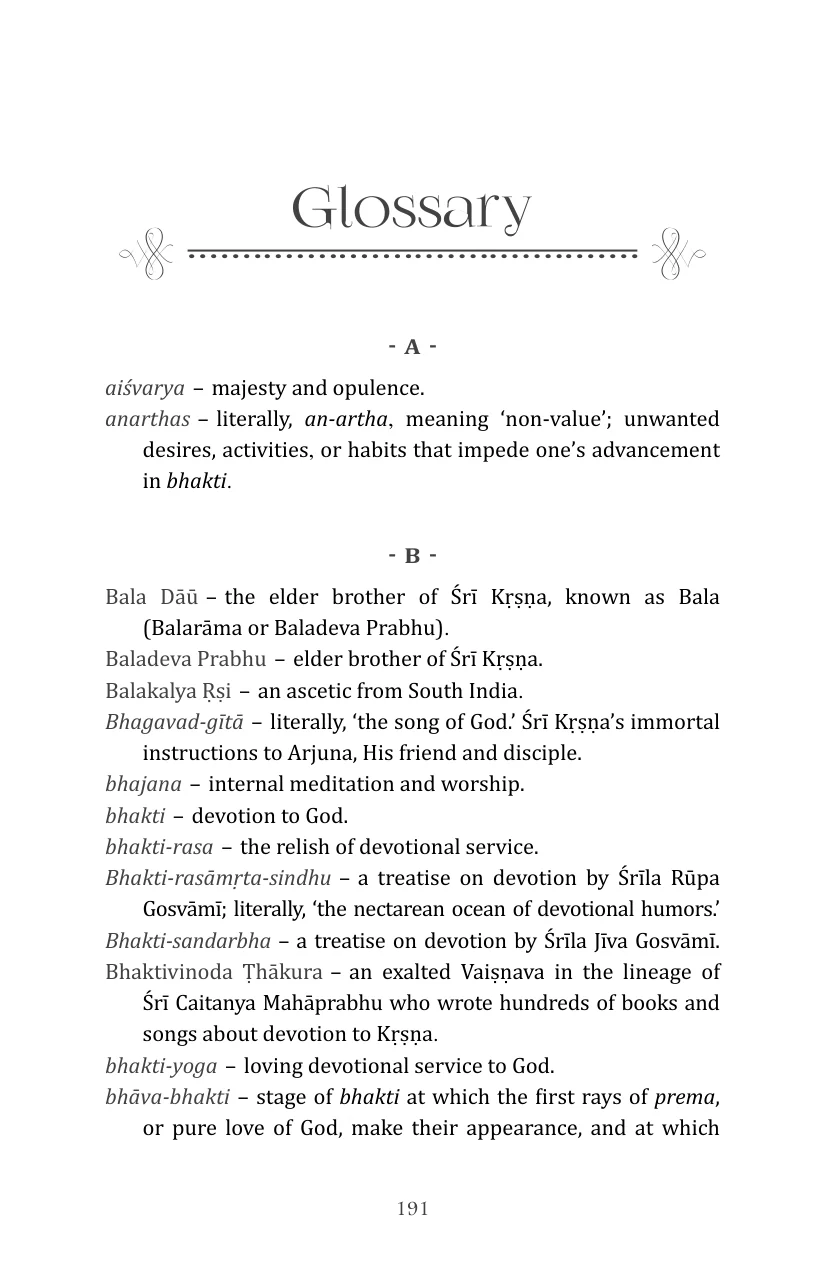 Glossary
- A -
aiśvarya – majesty and opulence.
anarthas – literally, an-artha, meaning ‘non-value’; unwanted
desires, activities, or habits that impede one’s advancement
in bhakti.
- B -
Bala Dāū – the elder brother of Śrī Kṛṣṇa, known as Bala
(Balarāma or Baladeva Prabhu).
Baladeva Prabhu – elder brother of Śrī Kṛṣṇa.
Balakalya Ṛṣi – an ascetic from South India.
Bhagavad-gītā – literally, ‘the song of God.’ Śrī Kṛṣṇa’s immortal
instructions to Arjuna, His friend and disciple.
bhajana – internal meditation and worship.
bhakti – devotion to God.
bhakti-rasa – the relish of devotional service.
Bhakti-rasāmṛta-sindhu – a treatise on devotion by Śrīla Rūpa
Gosvāmī; literally, ‘the nectarean ocean of devotional humors.’
Bhakti-sandarbha – a treatise on devotion by Śrīla Jīva Gosvāmī.
Bhaktivinoda Ṭhākura – an exalted Vaiṣṇava in the lineage of
Śrī Caitanya Mahāprabhu who wrote hundreds of books and
songs about devotion to Kṛṣṇa.
bhakti-yoga – loving devotional service to God.
bhāva-bhakti – stage of bhakti at which the first rays of prema,
or pure love of God, make their appearance, and at which
191